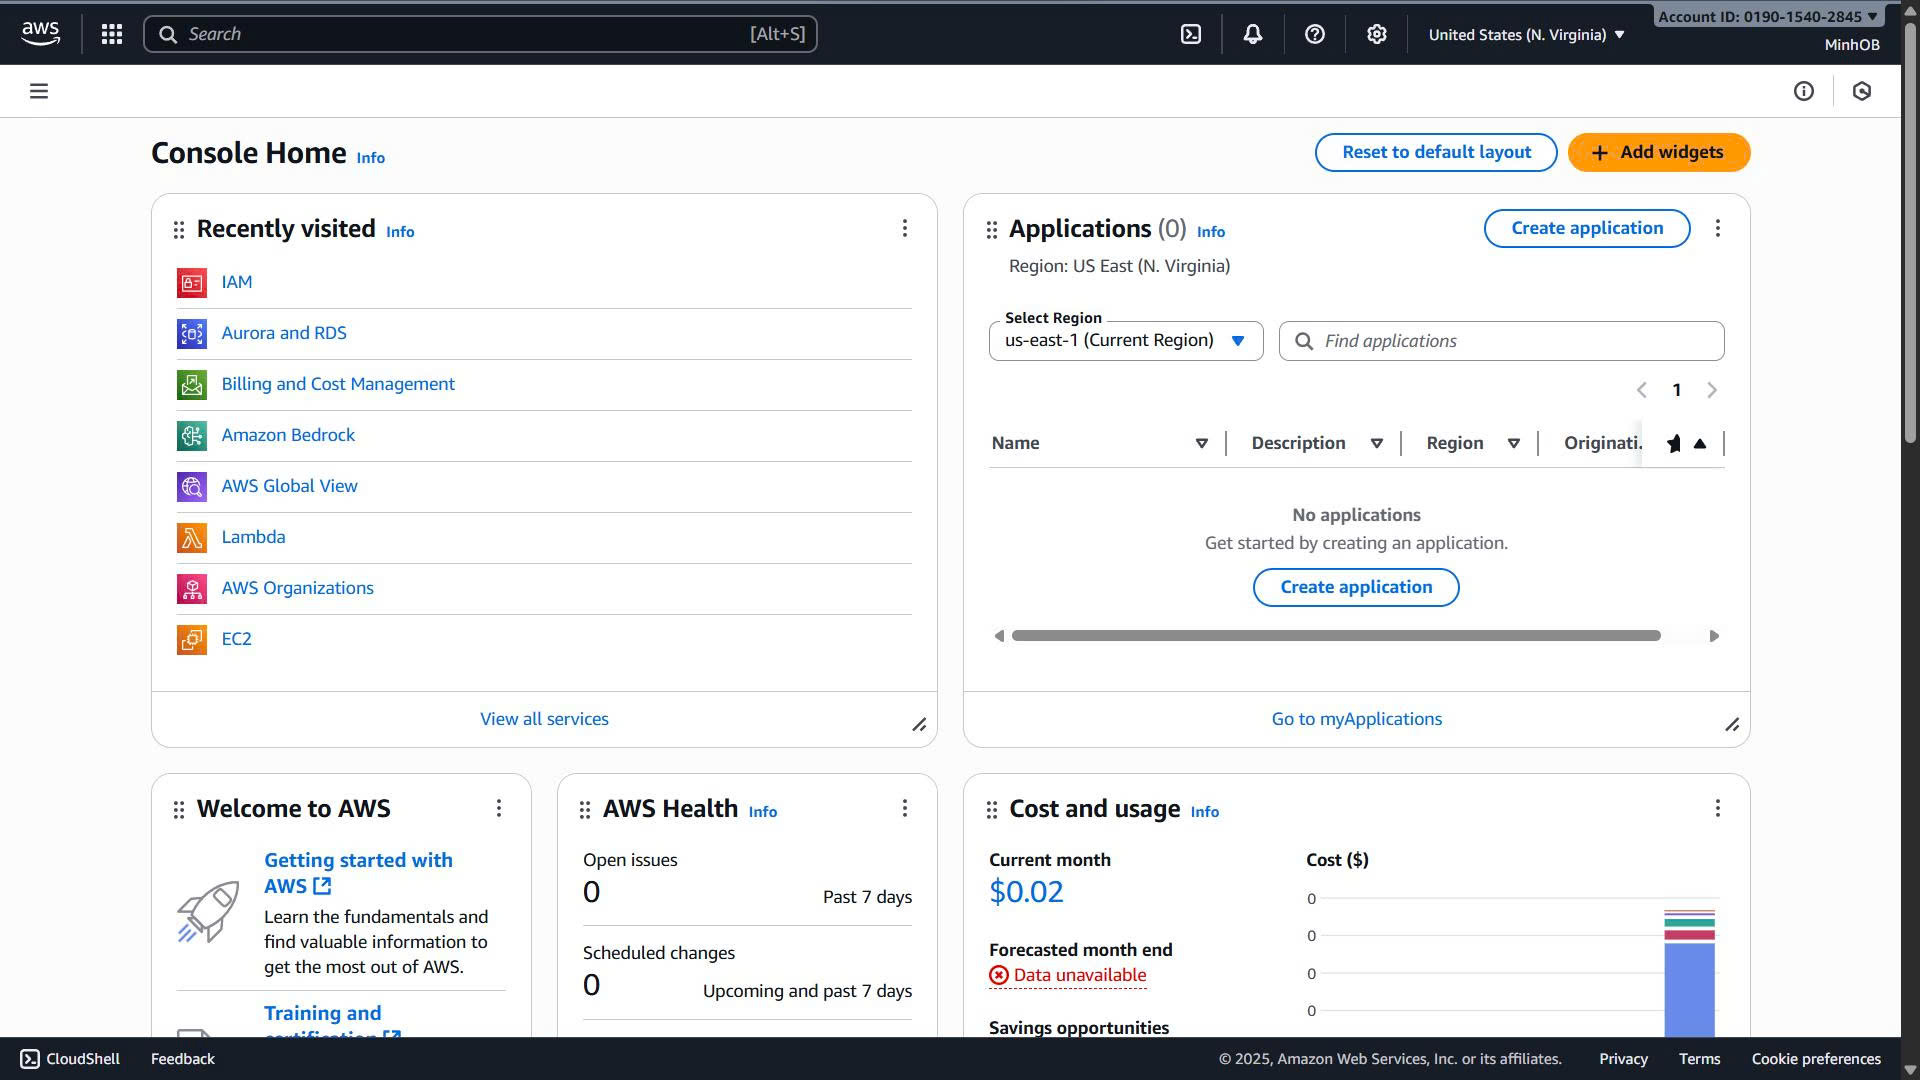 aws
Search [Alt+S]
United States (N. Virginia)
Account ID: 0190-1540-2845
MinhOB
Console Home Info
Reset to default layout
Add widgets
Recently visited Info
IAM
Aurora and RDS
Billing and Cost Management
Amazon Bedrock
AWS Global View
Lambda
AWS Organizations
EC2
View all services
Applications (0) Info
Create application
Region: US East (N. Virginia)
Select Region
us-east-1 (Current Region)
Find applications
1
Name Description Region Originati.
No applications
Get started by creating an application.
Create application
Go to myApplications
Welcome to AWS
Getting started with
AWS
Learn the fundamentals and
find valuable information to
get the most out of AWS.
Training and
certification
AWS Health Info
Open issues
0 Past 7 days
Scheduled changes
0 Upcoming and past 7 days
Cost and usage Info
Current month
$0.02
Forecasted month end
Data unavailable
Savings opportunities
Cost ($)
0
0
0
0
CloudShell Feedback
© 2025, Amazon Web Services, Inc. or its affiliates. Privacy Terms Cookie preferences